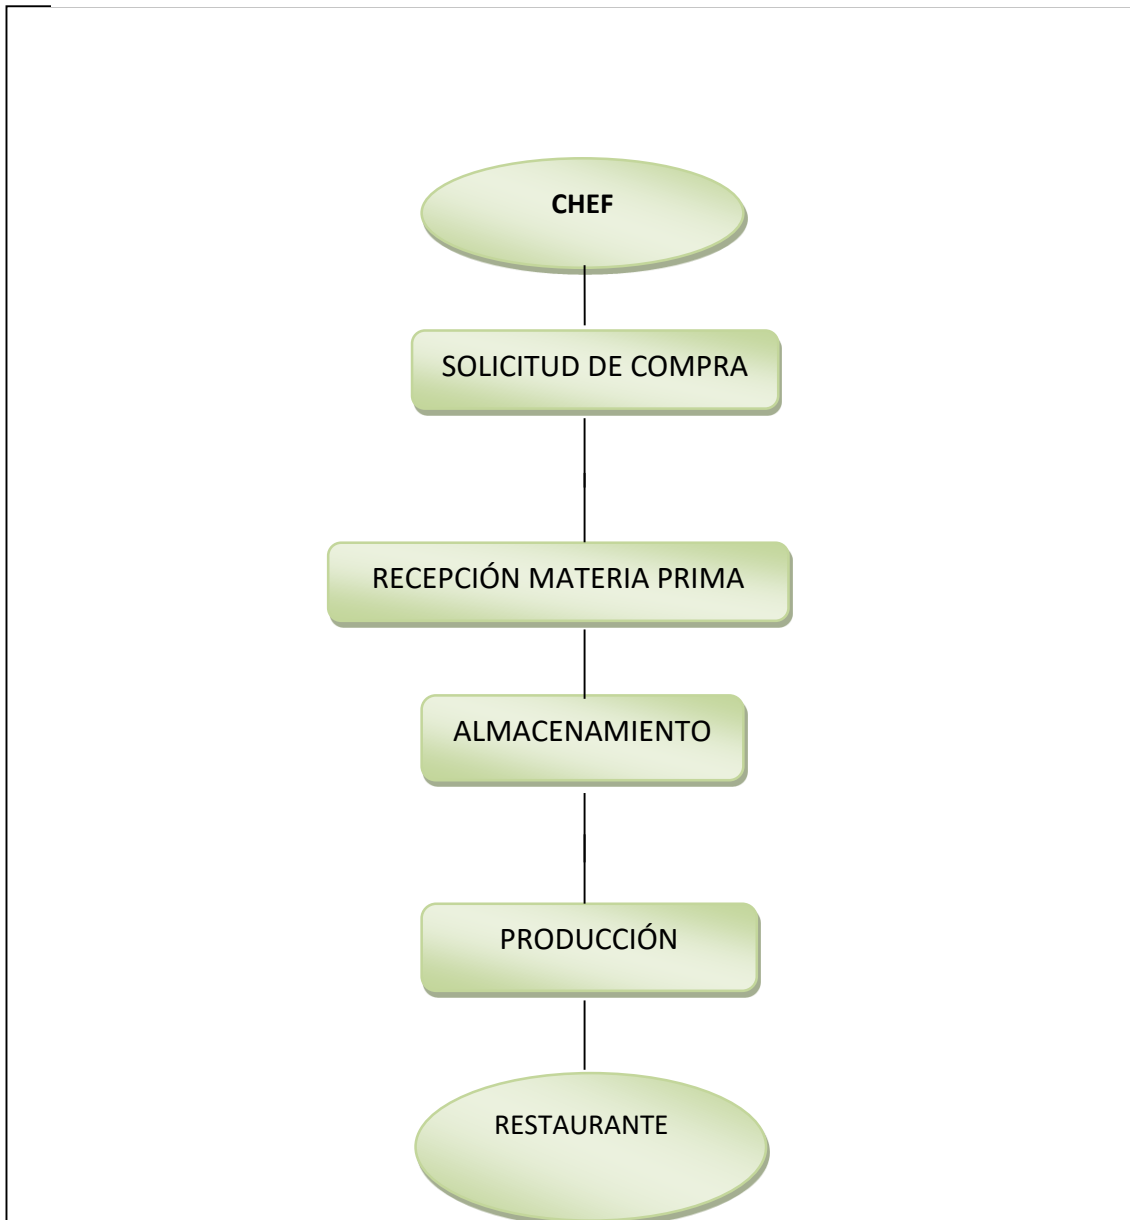 CHEF
SOLICITUD DE COMPRA
RECEPCIÓN MATERIA PRIMA
ALMACENAMIENTO
PRODUCCIÓN
RESTAURANTE